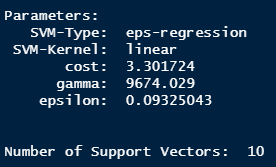 Parameters:
SVM-Type: eps-regression
SVM-Kernel: linear
cost: 3.301724
gamma: 9674.029
epsilon: 0.09325043
Number of Support Vectors: 10